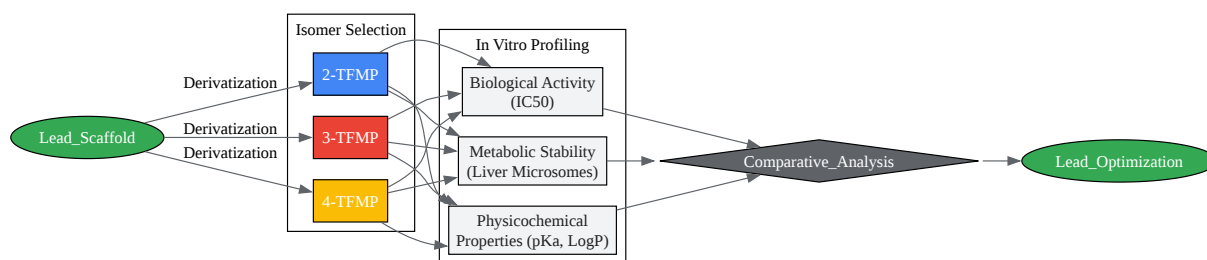 Isomer Selection
In Vitro Profiling
Lead_Scaffold
Derivatization
Derivatization
Derivatization
2-TFMP
3-TFMP
4-TFMP
Biological Activity
(IC50)
Metabolic Stability
(Liver Microsomes)
Physicochemical
Properties (pKa, LogP)
Comparative_Analysis
Lead_Optimization